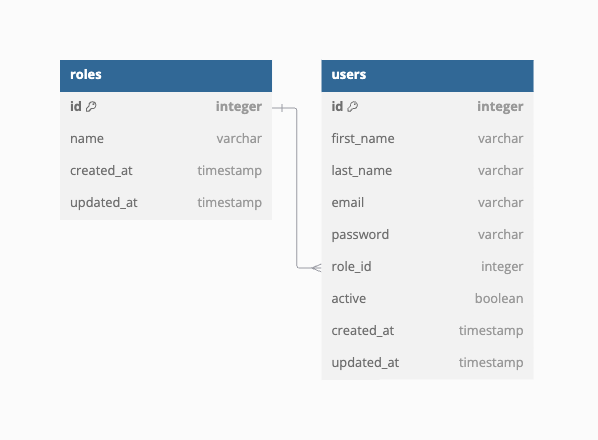 roles
id integer
name varchar
created_at timestamp
updated_at timestamp
users
id integer
first_name varchar
last_name varchar
email varchar
password varchar
role_id integer
active boolean
created_at timestamp
updated_at timestamp